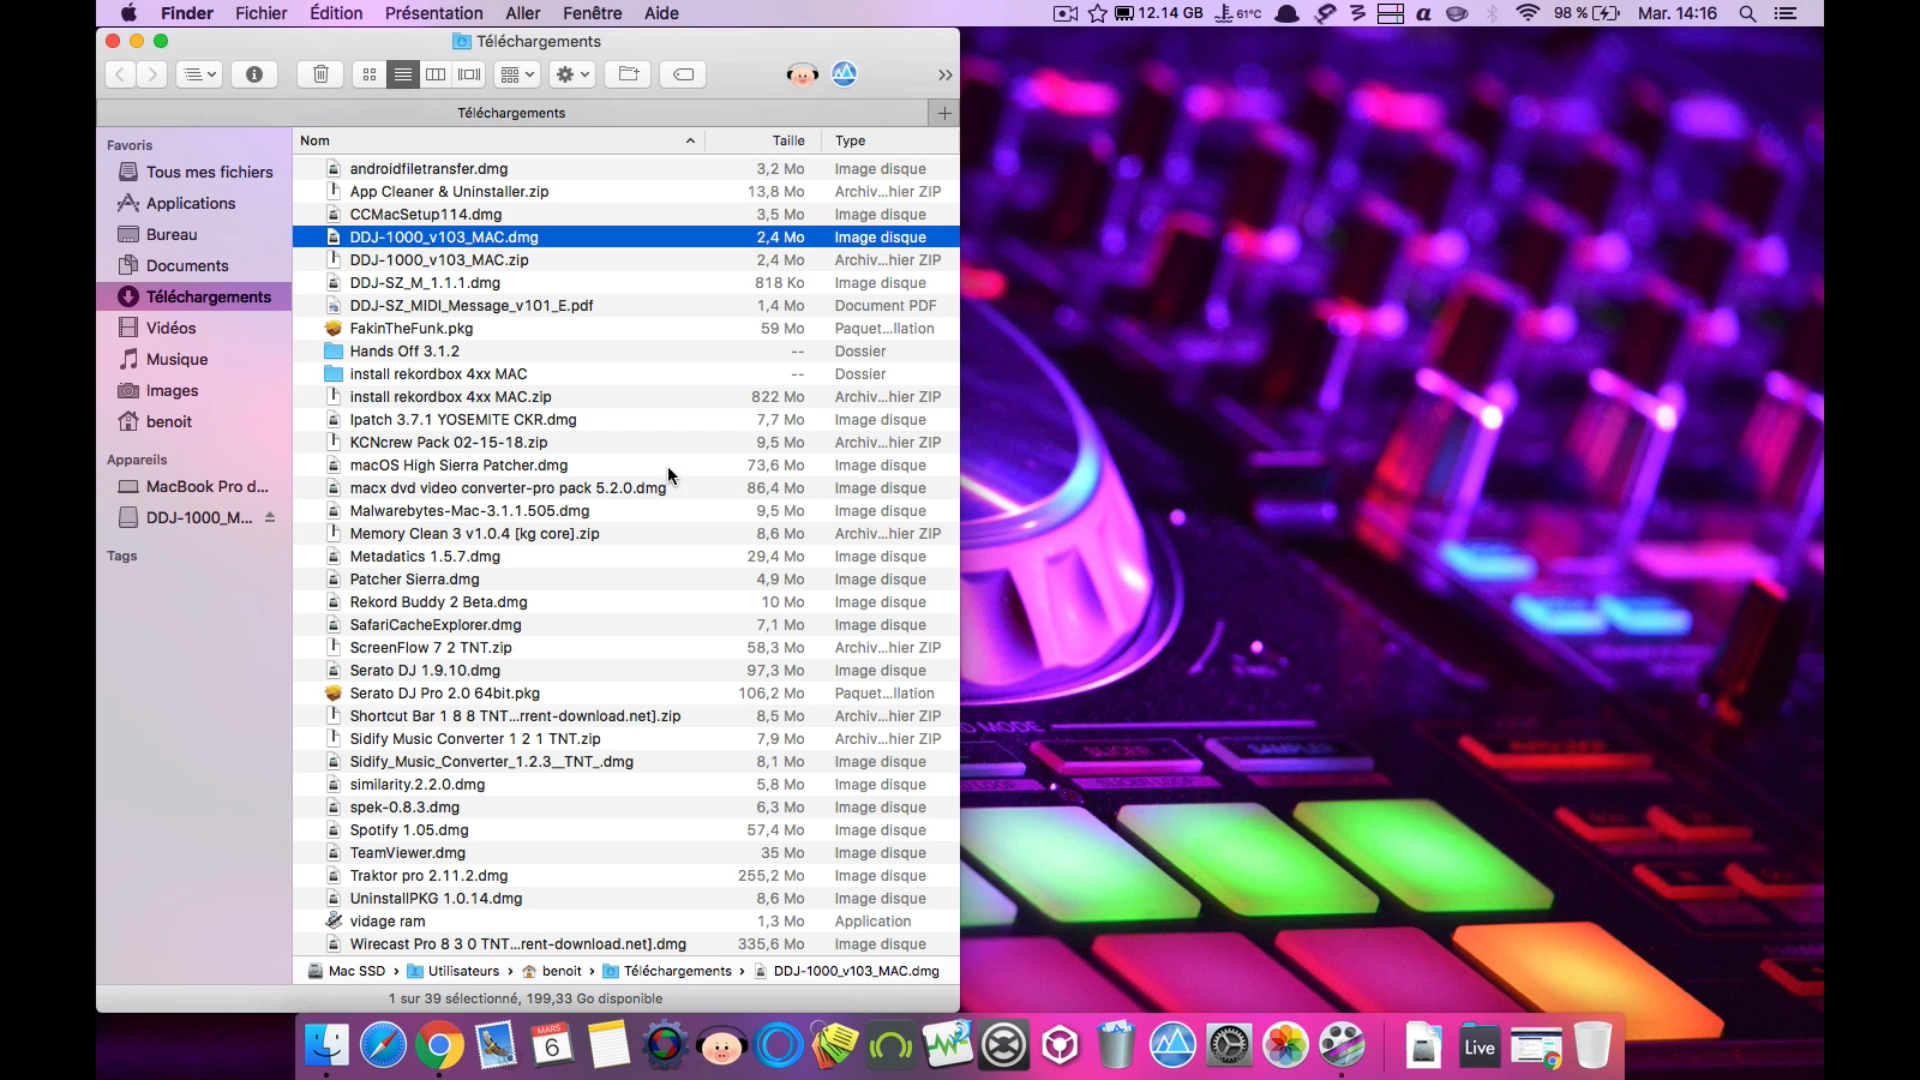 Finder Fichier Édition Présentation Aller Fenêtre Aide
12.14 GB 61°C 98 % Mar. 14:16
Téléchargements
Téléchargements
Favoris
Tous mes fichiers
Applications
Bureau
Documents
Téléchargements
Vidéos
Musique
Images
benoit
Appareils
MacBook Pro d...
DDJ-1000_M...
Tags
Nom Taille Type
androidfiletransfer.dmg 3,2 Mo Image disque
App Cleaner & Uninstaller.zip 13,8 Mo Archiv...hier ZIP
CCMacSetup114.dmg 3,5 Mo Image disque
DDJ-1000_v103_MAC.dmg 2,4 Mo Image disque
DDJ-1000_v103_MAC.zip 2,4 Mo Archiv...hier ZIP
DDJ-SZ_M_1.1.1.dmg 818 Ko Image disque
DDJ-SZ_MIDI_Message_v101_E.pdf 1,4 Mo Document PDF
FakinTheFunk.pkg 59 Mo Paquet...llation
Hands Off 3.1.2 -- Dossier
install rekordbox 4xx MAC -- Dossier
install rekordbox 4xx MAC.zip 822 Mo Archiv...hier ZIP
Ipatch 3.7.1 YOSEMITE CKR.dmg 7,7 Mo Image disque
KCNcrew Pack 02-15-18.zip 9,5 Mo Archiv...hier ZIP
macOS High Sierra Patcher.dmg 73,6 Mo Image disque
macx dvd video converter-pro pack 5.2.0.dmg 86,4 Mo Image disque
Malwarebytes-Mac-3.1.1.505.dmg 9,5 Mo Image disque
Memory Clean 3 v1.0.4 [kg core].zip 8,6 Mo Archiv...hier ZIP
Metadatics 1.5.7.dmg 29,4 Mo Image disque
Patcher Sierra.dmg 4,9 Mo Image disque
Rekord Buddy 2 Beta.dmg 10 Mo Image disque
SafariCacheExplorer.dmg 7,1 Mo Image disque
ScreenFlow 7 2 TNT.zip 58,3 Mo Archiv...hier ZIP
Serato DJ 1.9.10.dmg 97,3 Mo Image disque
Serato DJ Pro 2.0 64bit.pkg 106,2 Mo Paquet...llation
Shortcut Bar 1 8 8 TNT...rrent-download.net].zip 8,5 Mo Archiv...hier ZIP
Sidify Music Converter 1 2 1 TNT.zip 7,9 Mo Archiv...hier ZIP
Sidify_Music_Converter_1.2.3__TNT_.dmg 8,1 Mo Image disque
similarity.2.2.0.dmg 5,8 Mo Image disque
spek-0.8.3.dmg 6,3 Mo Image disque
Spotify 1.05.dmg 57,4 Mo Image disque
TeamViewer.dmg 35 Mo Image disque
Traktor pro 2.11.2.dmg 255,2 Mo Image disque
UninstallPKG 1.0.14.dmg 8,6 Mo Image disque
vidage ram 1,3 Mo Application
Wirecast Pro 8 3 0 TNT...rent-download.net].dmg 335,6 Mo Image disque
Mac SSD › Utilisateurs › benoit › Téléchargements › DDJ-1000_v103_MAC.dmg
1 sur 39 sélectionné, 199,33 Go disponible
MODE
SLICER SAMPLER
MARS
6
Live